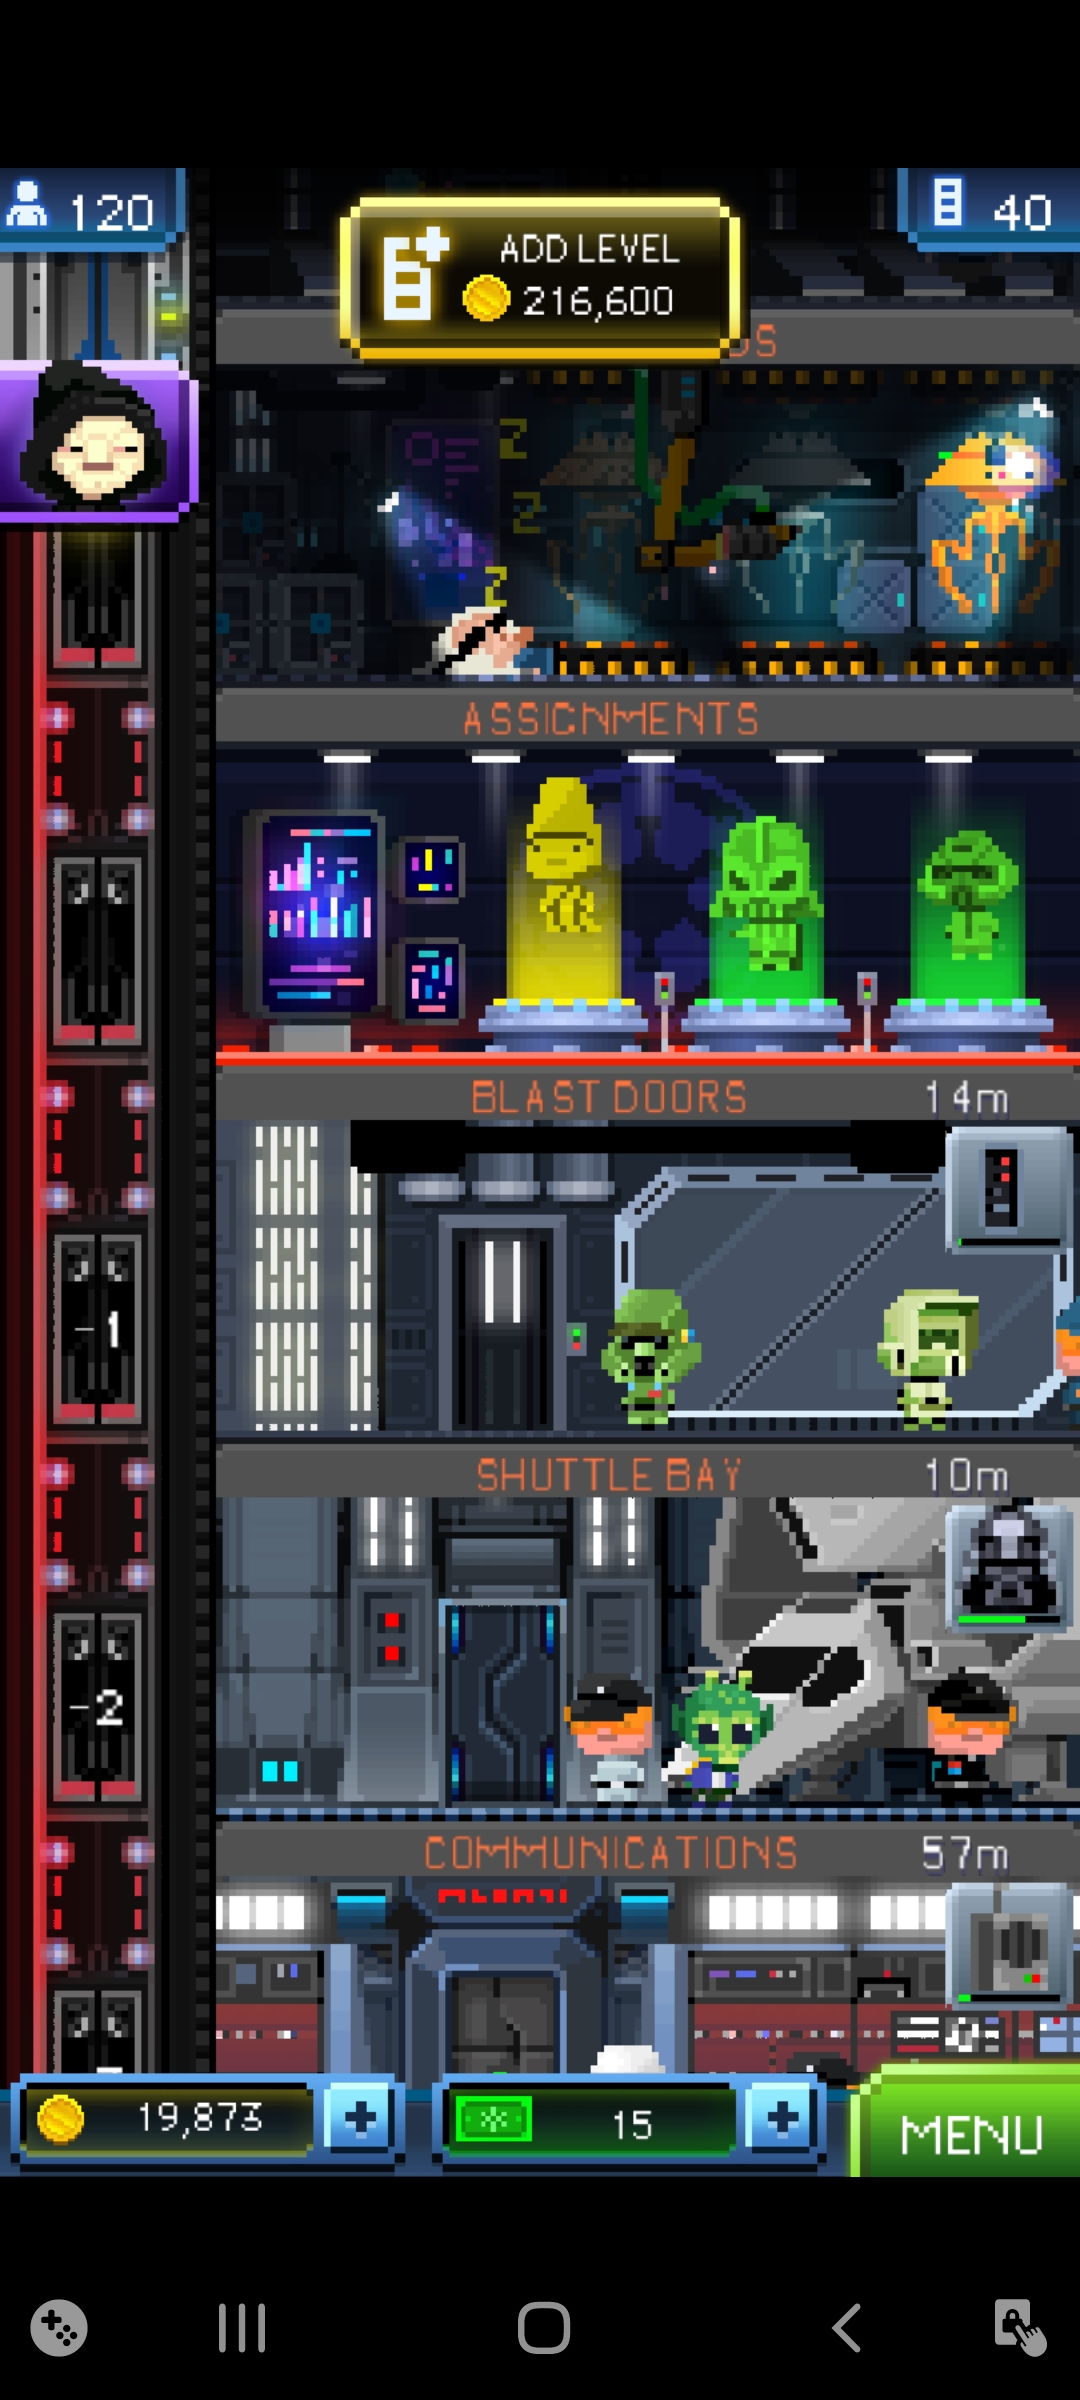 120
ADD LEVEL
216,600
40
DS
Z
Z
Z
ASSIGNMENTS
BLAST DOORS 14m
-1
SHUTTLE BAY 10m
-2
COMMUNICATIONS 57m
19,873
15
MENU